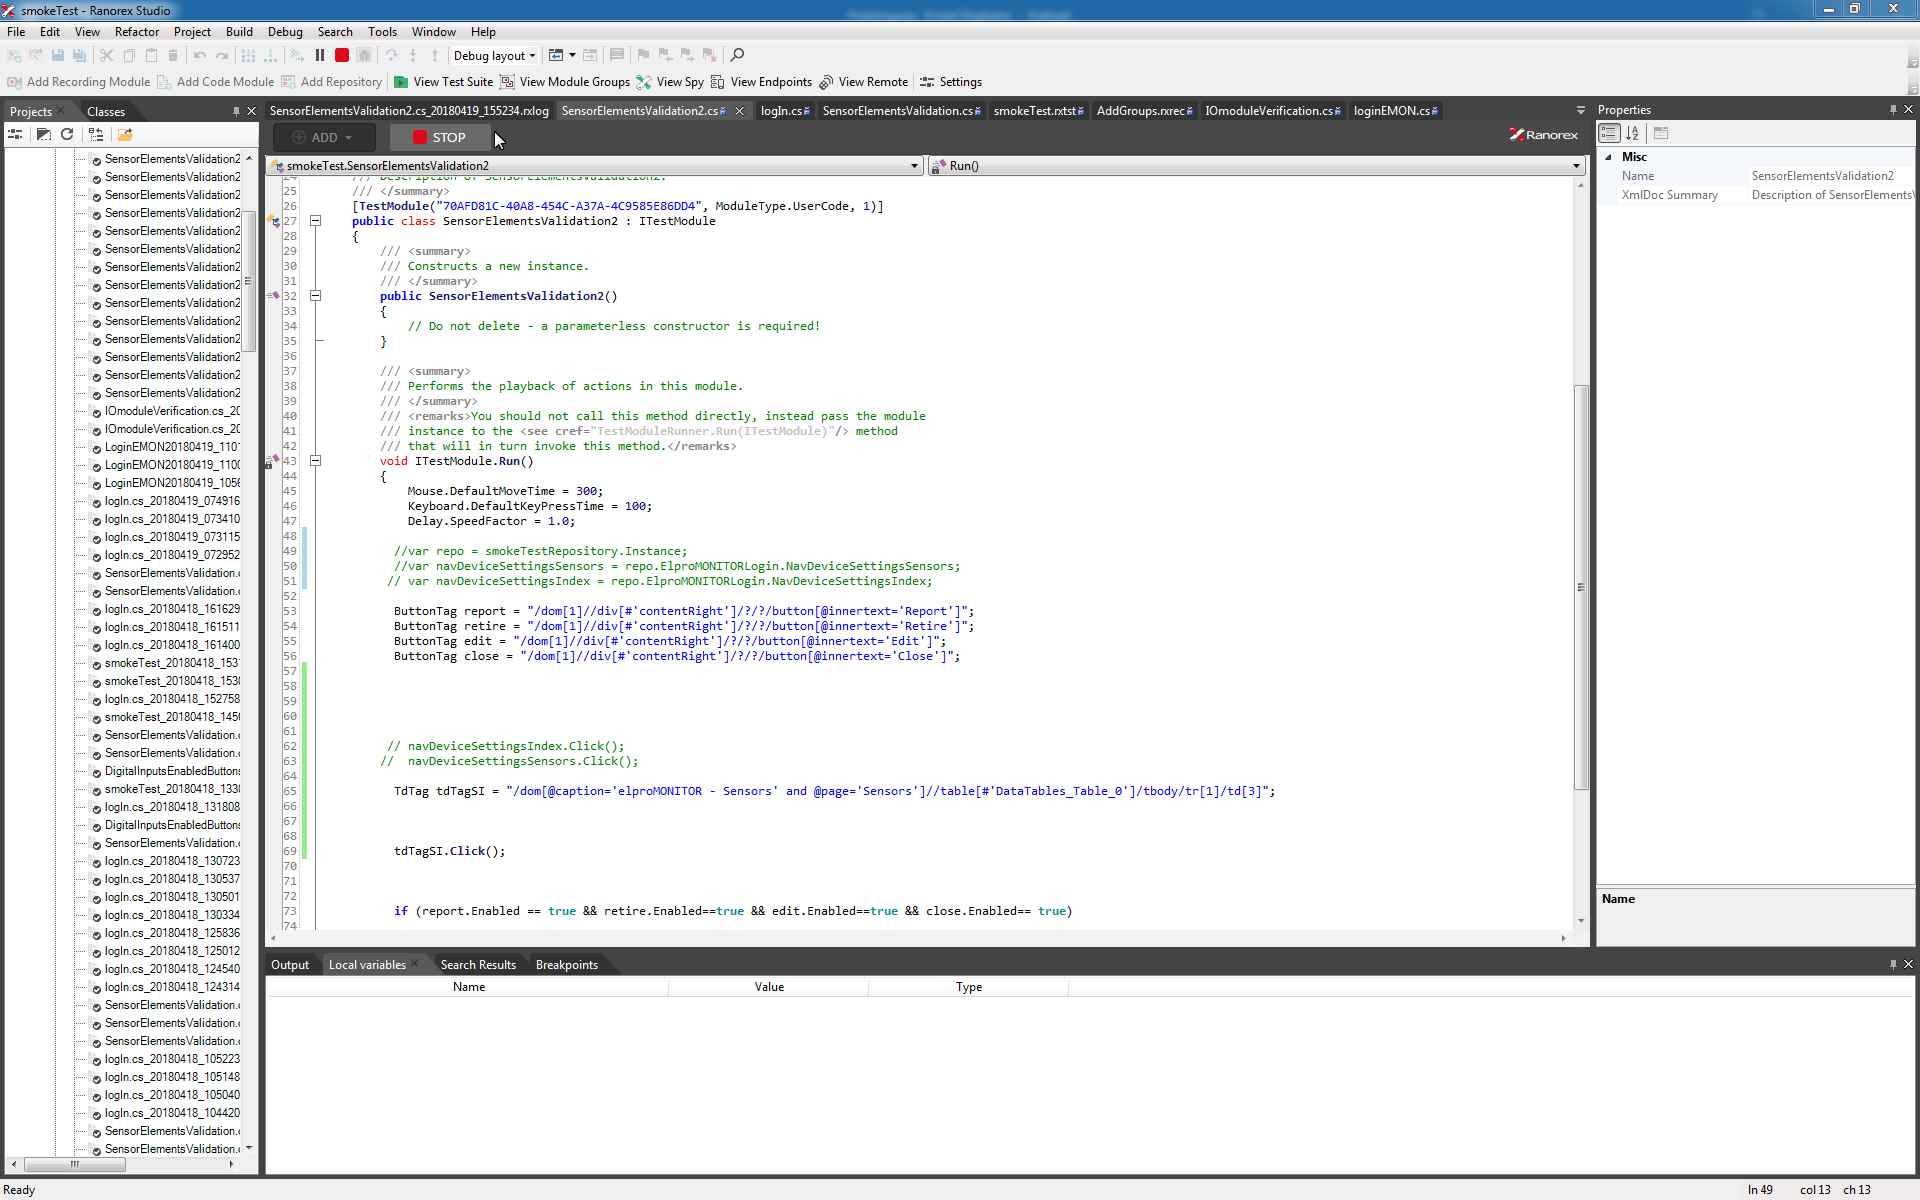 smokeTest - Ranorex Studio
File Edit View Refactor Project Build Debug Search Tools Window Help
Debug layout
Add Recording Module Add Code Module Add Repository View Test Suite View Module Groups View Spy View Endpoints View Remote Settings
Projects Classes
SensorElementsValidation2.cs_20180419_155234.rxlog SensorElementsValidation2.cs logIn.cs SensorElementsValidation.cs smokeTest.rxtst AddGroups.rxrec IOmoduleVerification.cs loginEMON.cs
ADD STOP Ranorex
smokeTest.SensorElementsValidation2 Run()
SensorElementsValidation2
SensorElementsValidation2
SensorElementsValidation2
SensorElementsValidation2
SensorElementsValidation2
SensorElementsValidation2
SensorElementsValidation2
SensorElementsValidation2
SensorElementsValidation2
SensorElementsValidation2
SensorElementsValidation2
SensorElementsValidation2
SensorElementsValidation2
SensorElementsValidation2
IOmoduleVerification.cs_20
IOmoduleVerification.cs_20
LoginEMON20180419_1107
LoginEMON20180419_1100
LoginEMON20180419_1056
logIn.cs_20180419_074916
logIn.cs_20180419_073410
logIn.cs_20180419_073115
logIn.cs_20180419_072952
SensorElementsValidation.
SensorElementsValidation.
logIn.cs_20180418_161629
logIn.cs_20180418_161511
logIn.cs_20180418_161400
smokeTest_20180418_153
smokeTest_20180418_153
logIn.cs_20180418_152758
smokeTest_20180418_145
SensorElementsValidation.
SensorElementsValidation.
DigitalInputsEnabledButton
smokeTest_20180418_133
logIn.cs_20180418_131808
DigitalInputsEnabledButton
SensorElementsValidation.
logIn.cs_20180418_130723
logIn.cs_20180418_130537
logIn.cs_20180418_130501
logIn.cs_20180418_130334
logIn.cs_20180418_125836
logIn.cs_20180418_125012
logIn.cs_20180418_124540
logIn.cs_20180418_124314
SensorElementsValidation.
SensorElementsValidation.
SensorElementsValidation.
logIn.cs_20180418_105223
logIn.cs_20180418_105148
logIn.cs_20180418_105040
logIn.cs_20180418_104420
SensorElementsValidation.
SensorElementsValidation.
24 /// Description of SensorElementsValidation2.
25 /// </summary>
26 [TestModule("70AFD81C-40A8-454C-A37A-4C9585E86DD4", ModuleType.UserCode, 1)]
27 public class SensorElementsValidation2 : ITestModule
28 {
29 /// <summary>
30 /// Constructs a new instance.
31 /// </summary>
32 public SensorElementsValidation2()
33 {
34 // Do not delete - a parameterless constructor is required!
35 }
36
37 /// <summary>
38 /// Performs the playback of actions in this module.
39 /// </summary>
40 /// <remarks>You should not call this method directly, instead pass the module
41 /// instance to the <see cref="TestModuleRunner.Run(ITestModule)"/> method
42 /// that will in turn invoke this method.</remarks>
43 void ITestModule.Run()
44 {
45 Mouse.DefaultMoveTime = 300;
46 Keyboard.DefaultKeyPressTime = 100;
47 Delay.SpeedFactor = 1.0;
48
49 //var repo = smokeTestRepository.Instance;
50 //var navDeviceSettingsSensors = repo.ElproMONITORLogin.NavDeviceSettingsSensors;
51 // var navDeviceSettingsIndex = repo.ElproMONITORLogin.NavDeviceSettingsIndex;
52
53 ButtonTag report = "/dom[1]//div[#'contentRight']/?/?/button[@innertext='Report']";
54 ButtonTag retire = "/dom[1]//div[#'contentRight']/?/?/button[@innertext='Retire']";
55 ButtonTag edit = "/dom[1]//div[#'contentRight']/?/?/button[@innertext='Edit']";
56 ButtonTag close = "/dom[1]//div[#'contentRight']/?/?/button[@innertext='Close']";
57
58
59
60
61
62 // navDeviceSettingsIndex.Click();
63 // navDeviceSettingsSensors.Click();
64
65 TdTag tdTagSI = "/dom[@caption='elproMONITOR - Sensors' and @page='Sensors']//table[#'DataTables_Table_0']/tbody/tr[1]/td[3]";
66
67
68
69 tdTagSI.Click();
70
71
72
73 if (report.Enabled == true && retire.Enabled==true && edit.Enabled==true && close.Enabled== true)
74
Properties
Misc
Name SensorElementsValidation2
XmlDoc Summary Description of SensorElementsV
Name
Output Local variables Search Results Breakpoints
Name Value Type
Ready ln 49 col 13 ch 13